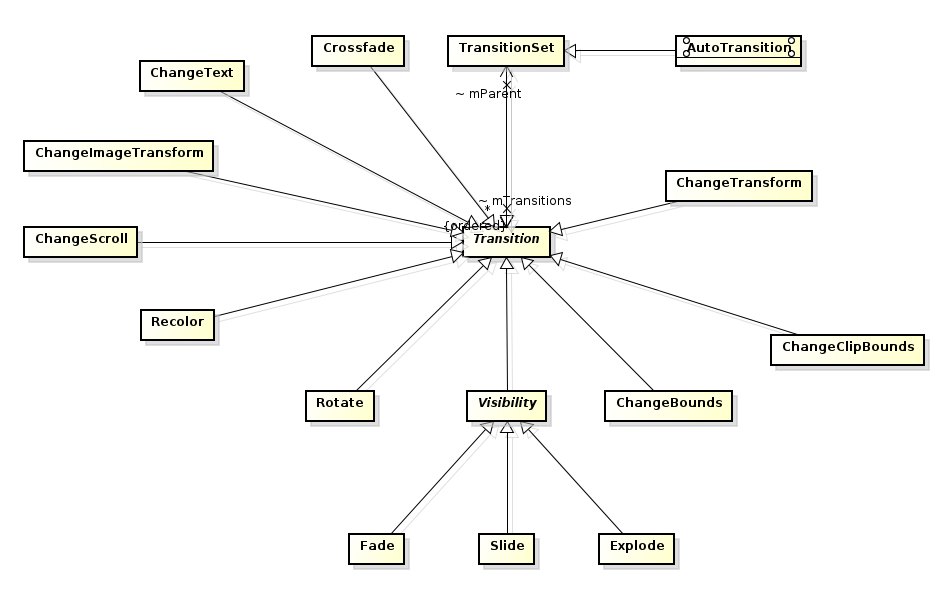 Crossfade
TransitionSet
AutoTransition
ChangeText
~ mParent
ChangeImageTransform
ChangeTransform
~ mTransitions
*
{ordered}
ChangeScroll
Transition
Recolor
ChangeClipBounds
Rotate
Visibility
ChangeBounds
Fade
Slide
Explode